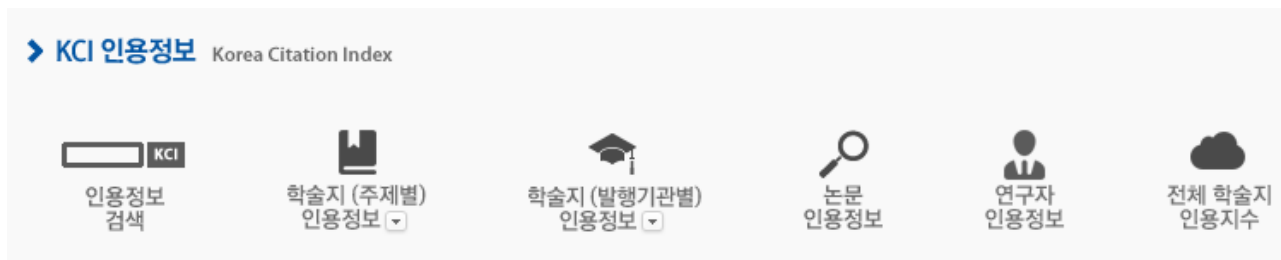 KCI 인용정보 Korea Citation Index
KCI
인용정보
검색
학술지 (주제별)
인용정보
학술지 (발행기관별)
인용정보
논문
인용정보
연구자
인용정보
전체 학술지
인용지수